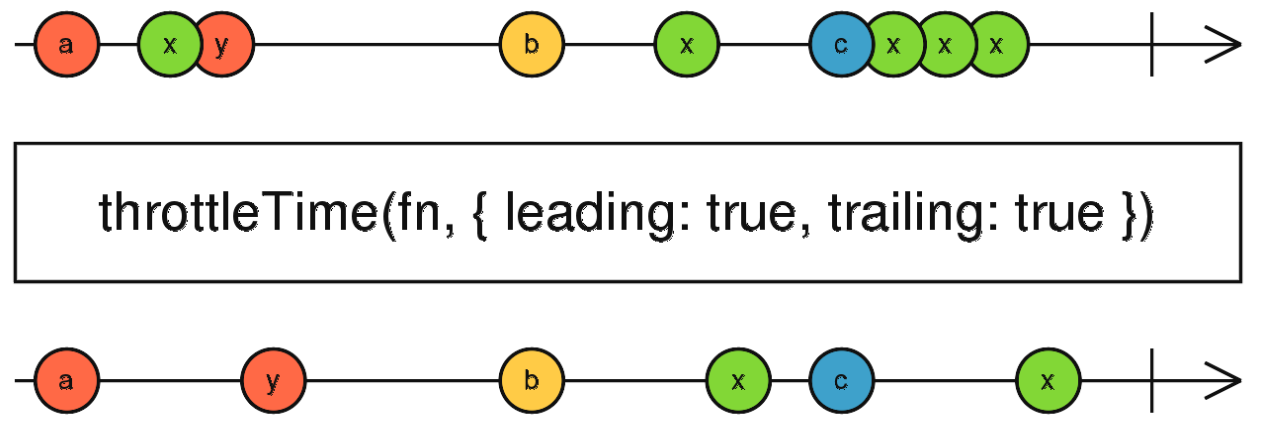 a x y b x c x x x
throttleTime(fn, { leading: true, trailing: true })
a y b x c x